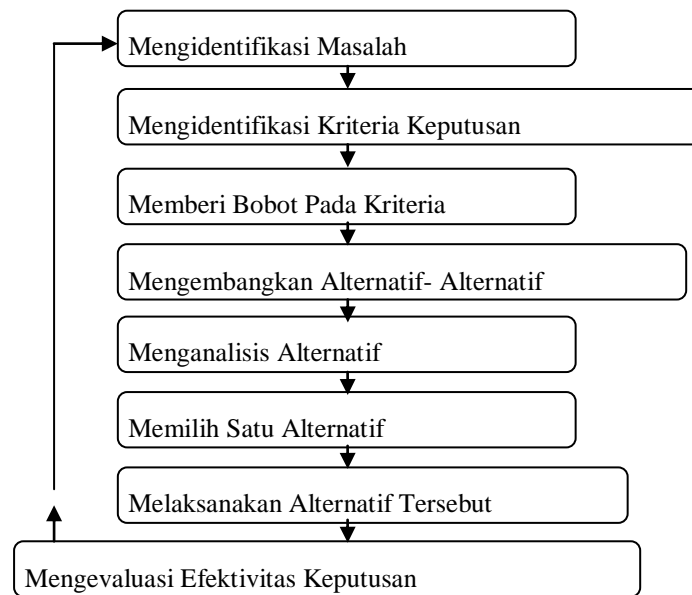 Mengidentifikasi Masalah
Mengidentifikasi Kriteria Keputusan
Memberi Bobot Pada Kriteria
Mengembangkan Alternatif- Alternatif
Menganalisis Alternatif
Memilih Satu Alternatif
Melaksanakan Alternatif Tersebut
Mengevaluasi Efektivitas Keputusan